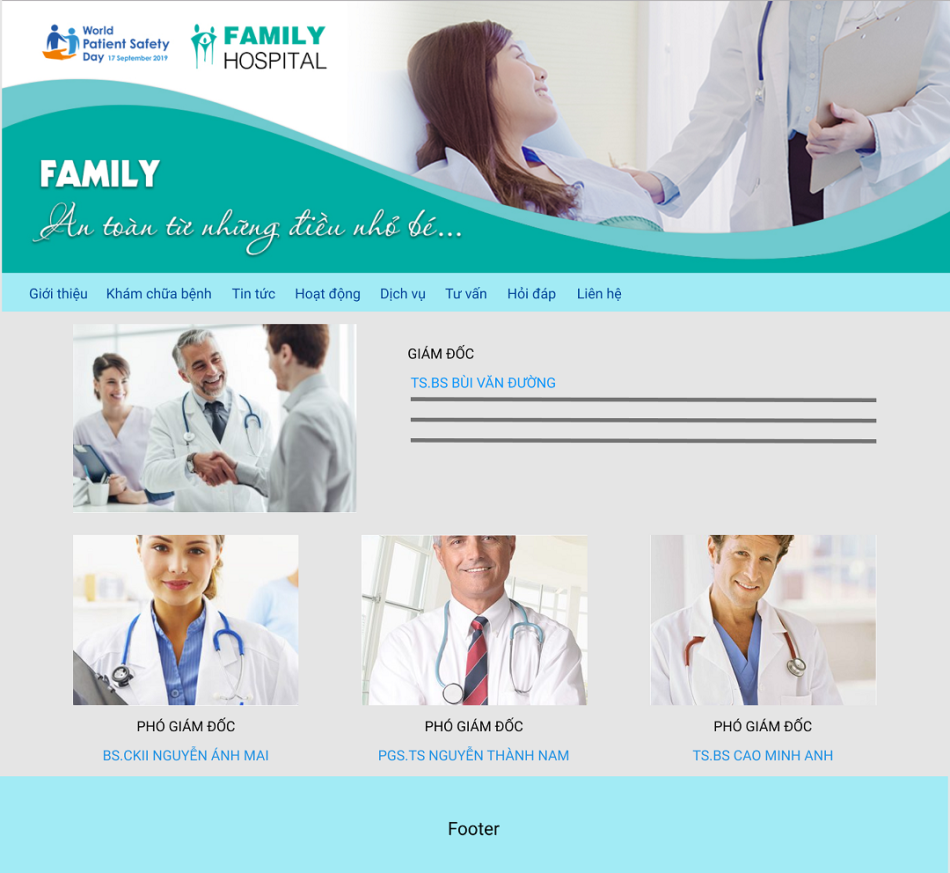 World
Patient Safety
Day 17 September 2019
FAMILY
HOSPITAL
FAMILY
An toàn từ những điều nhỏ bé...
Giới thiệu Khám chữa bệnh Tin tức Hoạt động Dịch vụ Tư vấn Hỏi đáp Liên hệ
GIÁM ĐỐC
TS.BS BÙI VĂN ĐƯỜNG
PHÓ GIÁM ĐỐC PHÓ GIÁM ĐỐC PHÓ GIÁM ĐỐC
BS.CKII NGUYỄN ÁNH MAI PGS.TS NGUYỄN THÀNH NAM TS.BS CAO MINH ANH
Footer